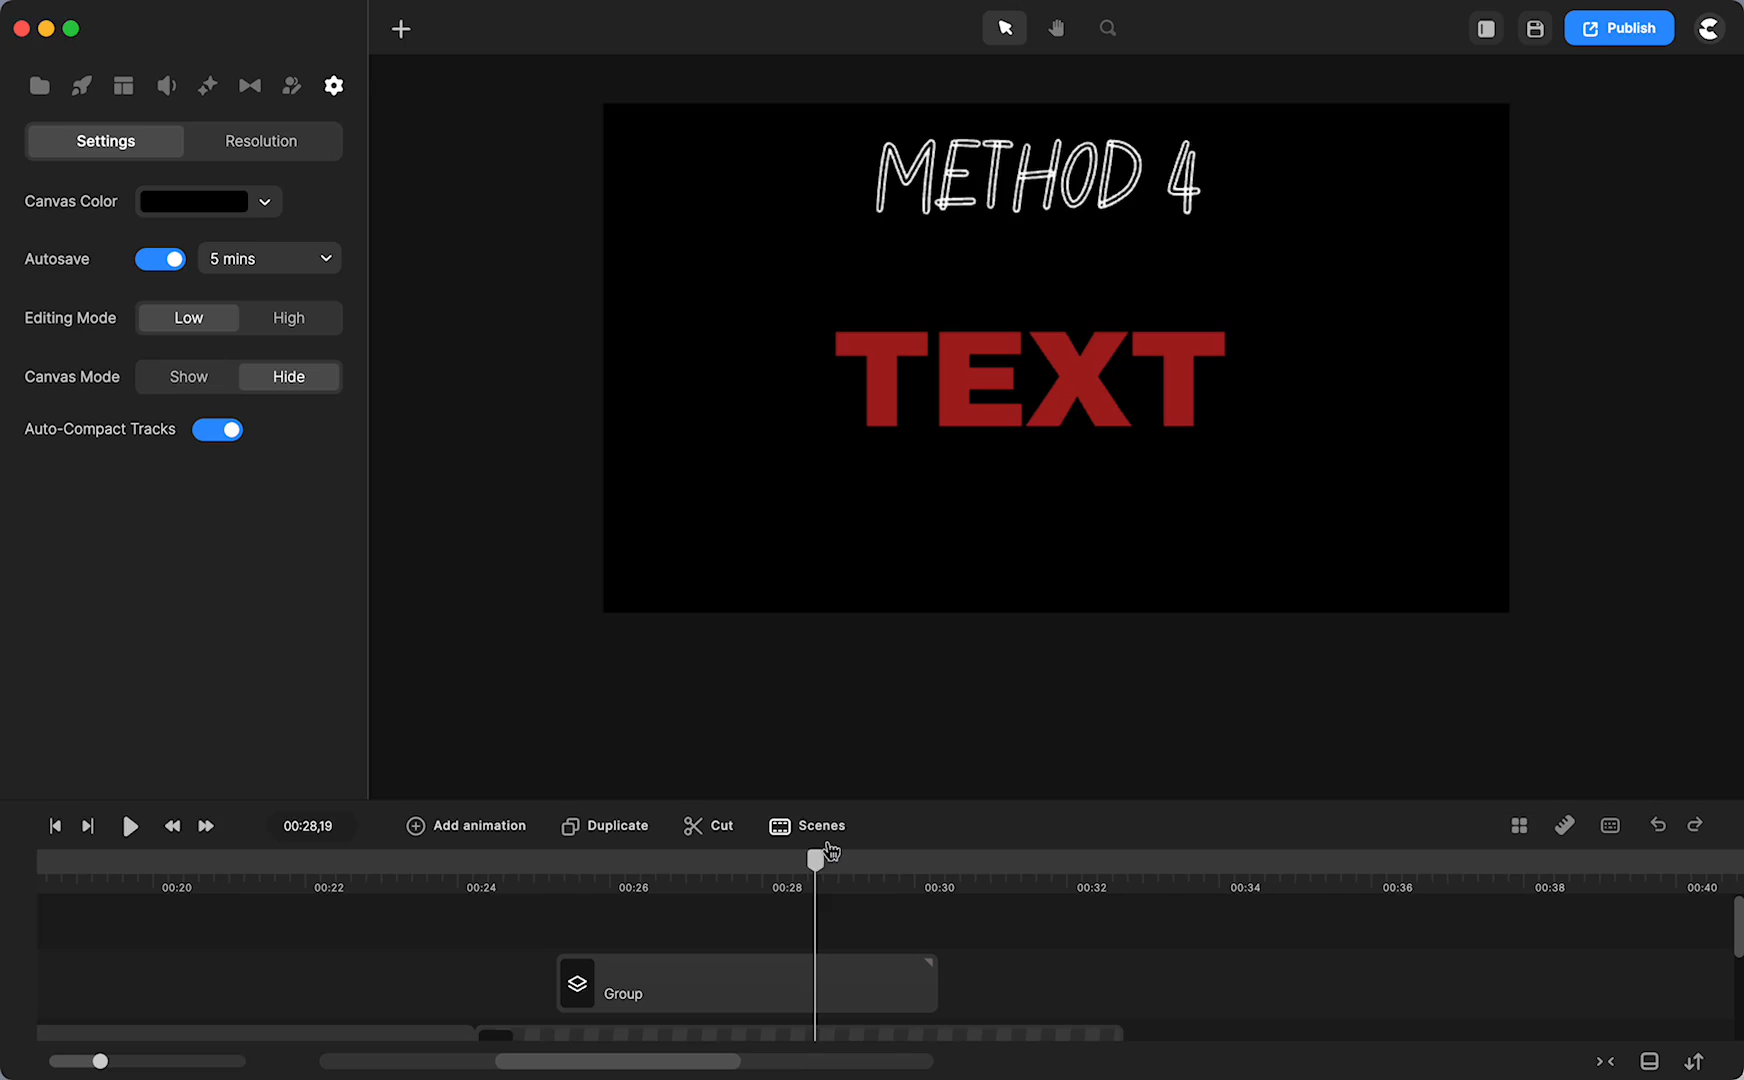 Publish
Settings
Resolution
Canvas Color
Autosave
5 mins
Editing Mode
Low
High
Canvas Mode
Show
Hide
Auto-Compact Tracks
METHOD 4
TEXT
00:28,19
Add animation
Duplicate
Cut
Scenes
00:20
00:22
00:24
00:26
00:28
00:30
00:32
00:34
00:36
00:38
00:40
Group